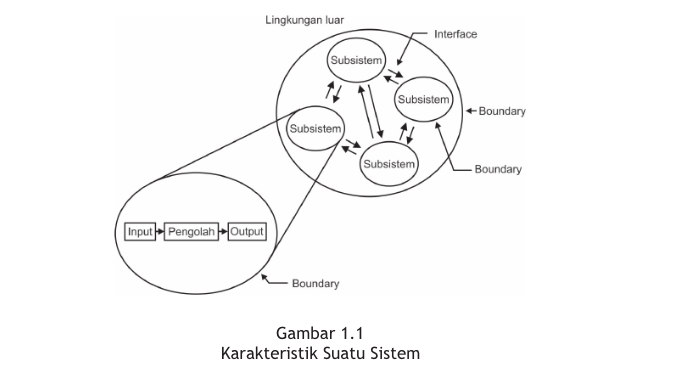 Lingkungan luar
Interface
Subsistem
Subsistem
Boundary
Subsistem
Subsistem
Boundary
Input
Pengolah
Output
Boundary
Gambar 1.1
Karakteristik Suatu Sistem